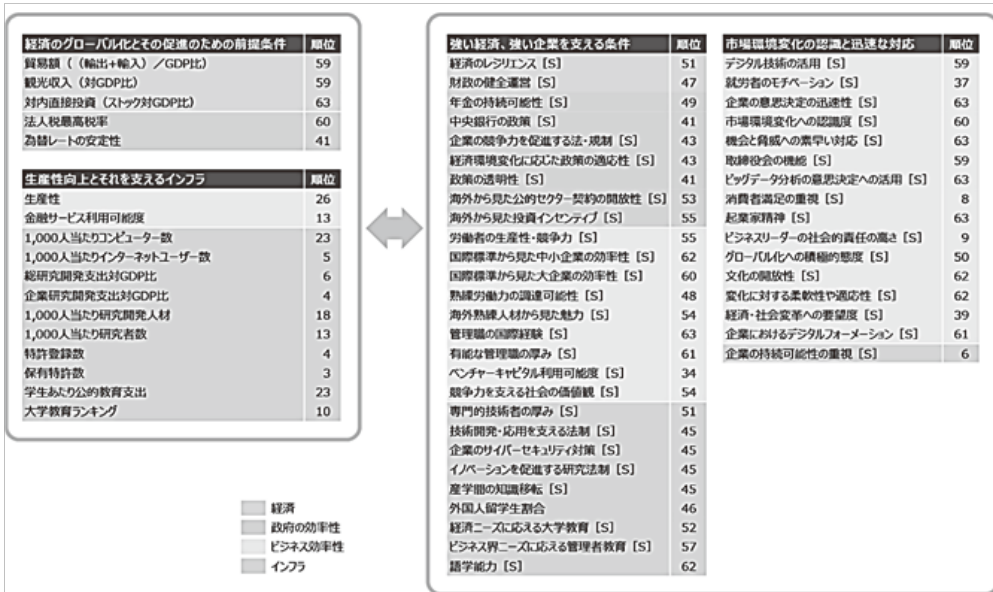 経済のグローバル化とその促進のための前提条件 順位
貿易額（（輸出+輸入）／GDP比） 59
観光収入（対GDP比） 59
対内直接投資（ストック対GDP比） 63
法人税最高税率 60
為替レートの安定性 41
生産性向上とそれを支えるインフラ 順位
生産性 26
金融サービス利用可能度 13
1,000人当たりコンピューター数 23
1,000人当たりインターネットユーザー数 5
総研究開発支出対GDP比 6
企業研究開発支出対GDP比 4
1,000人当たり研究開発人材 18
1,000人当たり研究者数 13
特許登録数 4
保有特許数 3
学生あたり公的教育支出 23
大学教育ランキング 10
経済
政府の効率性
ビジネス効率性
インフラ
強い経済、強い企業を支える条件 順位
経済のレジリエンス［S］ 51
財政の健全運営［S］ 47
年金の持続可能性［S］ 49
中央銀行の政策［S］ 41
企業の競争力を促進する法・規制［S］ 43
経済環境変化に応じた政策の適応性［S］ 43
政策の透明性［S］ 41
海外から見た公的セクター契約の開放性［S］ 53
海外から見た投資インセンティブ［S］ 55
労働者の生産性・競争力［S］ 55
国際標準から見た中小企業の効率性［S］ 62
国際標準から見た大企業の効率性［S］ 60
熟練労働力の調達可能性［S］ 48
海外熟練人材から見た魅力［S］ 54
管理職の国際経験［S］ 63
有能な管理職の厚み［S］ 61
ベンチャーキャピタル利用可能度［S］ 34
競争力を支える社会の価値観［S］ 54
専門的技術者の厚み［S］ 51
技術開発・応用を支える法制［S］ 45
企業のサイバーセキュリティ対策［S］ 45
イノベーションを促進する研究法制［S］ 45
産学間の知識移転［S］ 45
外国人留学生割合 46
経済ニーズに応える大学教育［S］ 52
ビジネス界ニーズに応える管理者教育［S］ 57
語学能力［S］ 62
市場環境変化の認識と迅速な対応 順位
デジタル技術の活用［S］ 59
就労者のモチベーション［S］ 37
企業の意思決定の迅速性［S］ 63
市場環境変化への認識度［S］ 60
機会と脅威への素早い対応［S］ 63
取締役会の機能［S］ 59
ビッグデータ分析の意思決定への活用［S］ 63
消費者満足の重視［S］ 8
起業家精神［S］ 63
ビジネスリーダーの社会的責任の高さ［S］ 9
グローバル化への積極的態度［S］ 50
文化の開放性［S］ 62
変化に対する柔軟性や適応性［S］ 62
経済・社会変革への要望度［S］ 39
企業におけるデジタルフォーメーション［S］ 61
企業の持続可能性の重視［S］ 6